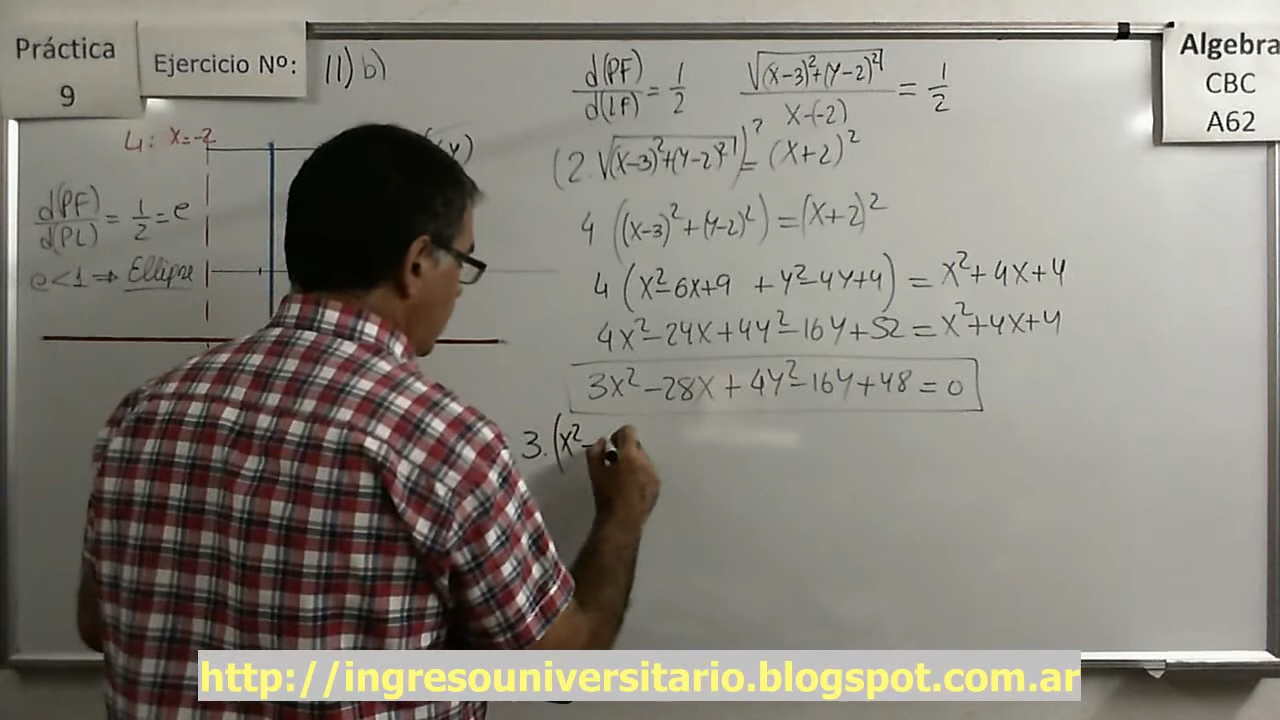 Práctica
9
Ejercicio Nº: 11) b)
Algebra
CBC
A62
L: x=-2
d(PF)/d(PL) = 1/2 = e
e<1 ⇒ Ellipse
d(PF)/d(LF) = 1/2   √((x-3)²+(y-2)²)/(x-(-2)) = 1/2
(2.√((x-3)²+(y-2)²))² = (x+2)²
4 ((x-3)²+(y-2)²) = (x+2)²
4 (x²-6x+9 + y²-4y+4) = x²+4x+4
4x²-24x+4y²-16y+52 = x²+4x+4
3x²-28x+4y²-16y+48 = 0
3.(x²-
http://ingresouniversitario.blogspot.com.ar